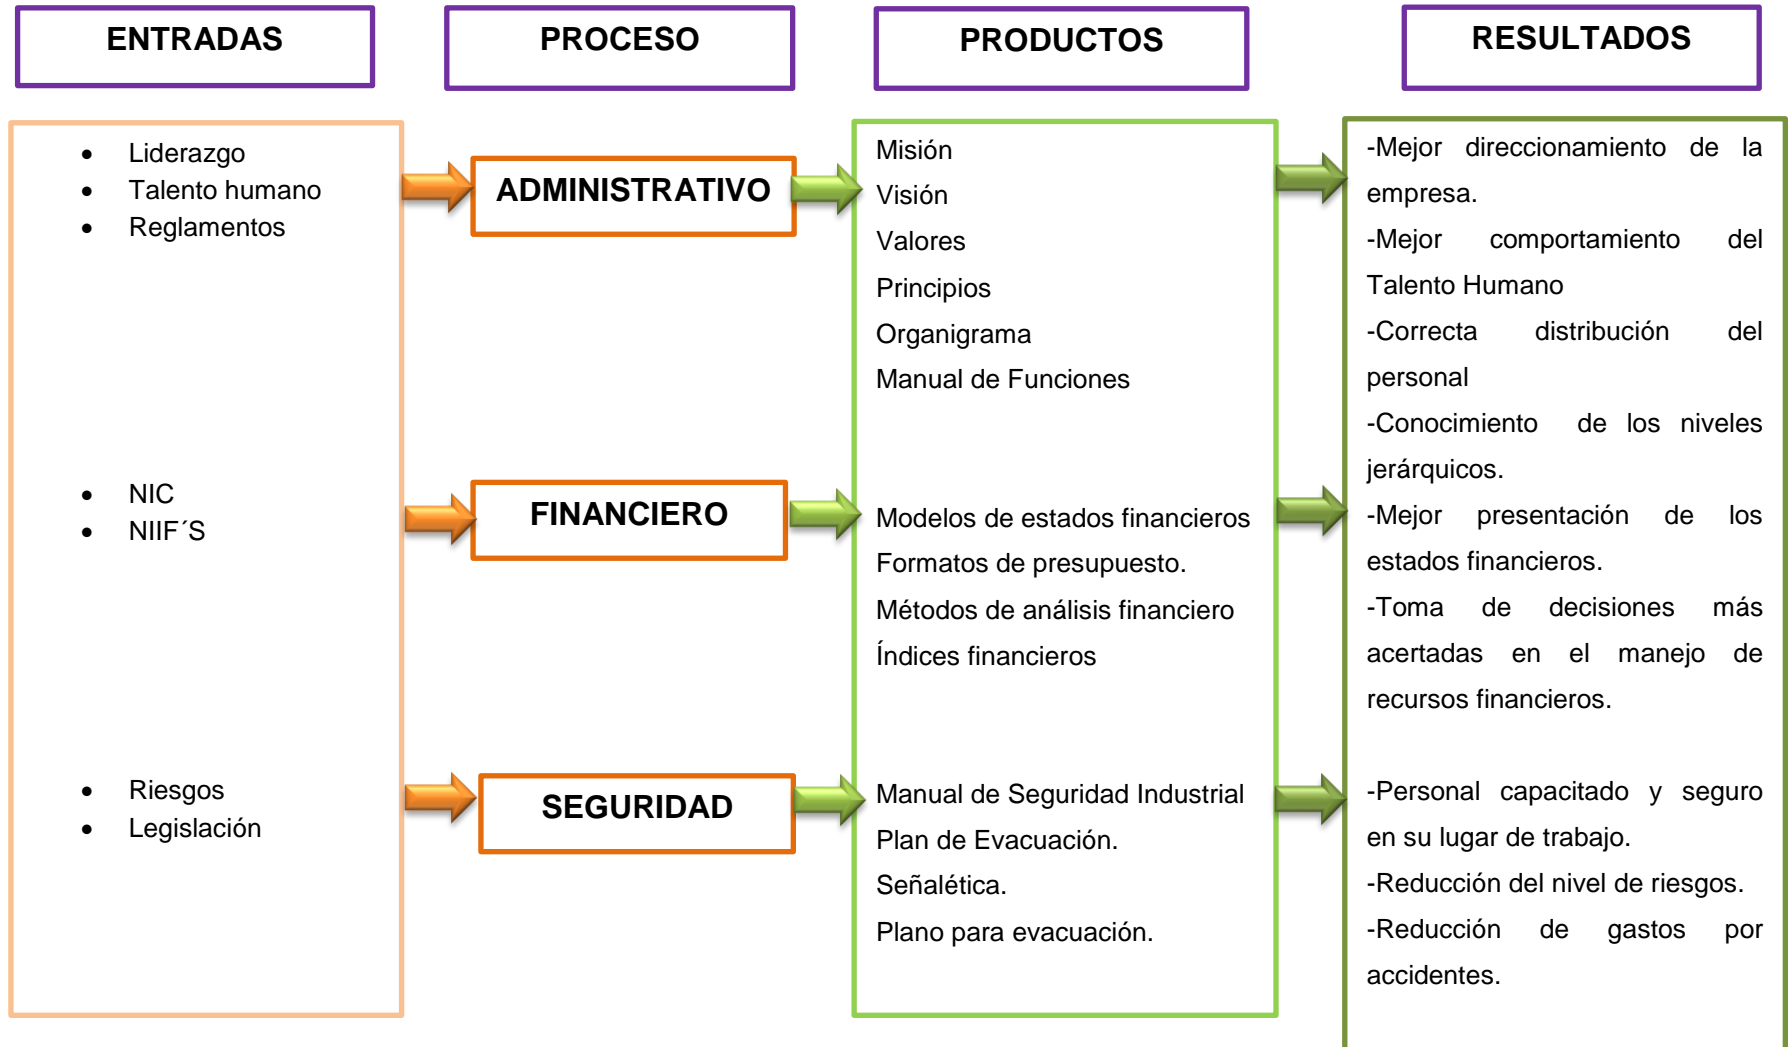 ENTRADAS
PROCESO
PRODUCTOS
RESULTADOS
• Liderazgo
• Talento humano
• Reglamentos
ADMINISTRATIVO
Misión
Visión
Valores
Principios
Organigrama
Manual de Funciones
-Mejor direccionamiento de la
empresa.
-Mejor comportamiento del
Talento Humano
-Correcta distribución del
personal
-Conocimiento de los niveles
jerárquicos.
• NIC
• NIIF´S
FINANCIERO
Modelos de estados financieros
Formatos de presupuesto.
Métodos de análisis financiero
Índices financieros
-Mejor presentación de los
estados financieros.
-Toma de decisiones más
acertadas en el manejo de
recursos financieros.
• Riesgos
• Legislación
SEGURIDAD
Manual de Seguridad Industrial
Plan de Evacuación.
Señalética.
Plano para evacuación.
-Personal capacitado y seguro
en su lugar de trabajo.
-Reducción del nivel de riesgos.
-Reducción de gastos por
accidentes.